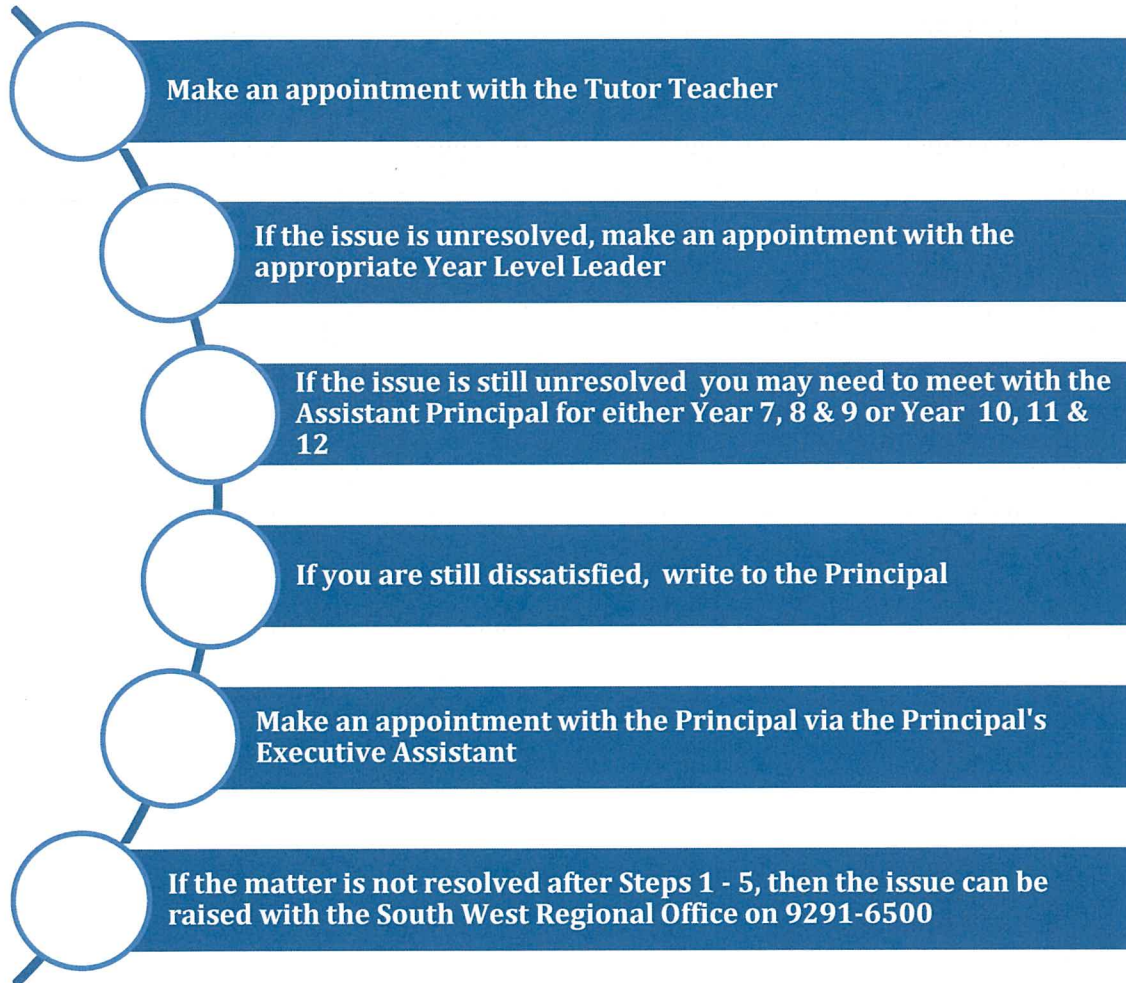 Make an appointment with the Tutor Teacher
If the issue is unresolved, make an appointment with the
appropriate Year Level Leader
If the issue is still unresolved  you may need to meet with the
Assistant Principal for either Year 7, 8 & 9 or Year  10, 11 &
12
If you are still dissatisfied,  write to the Principal
Make an appointment with the Principal via the Principal's
Executive Assistant
If the matter is not resolved after Steps 1 - 5, then the issue can be
raised with the South West Regional Office on 9291-6500